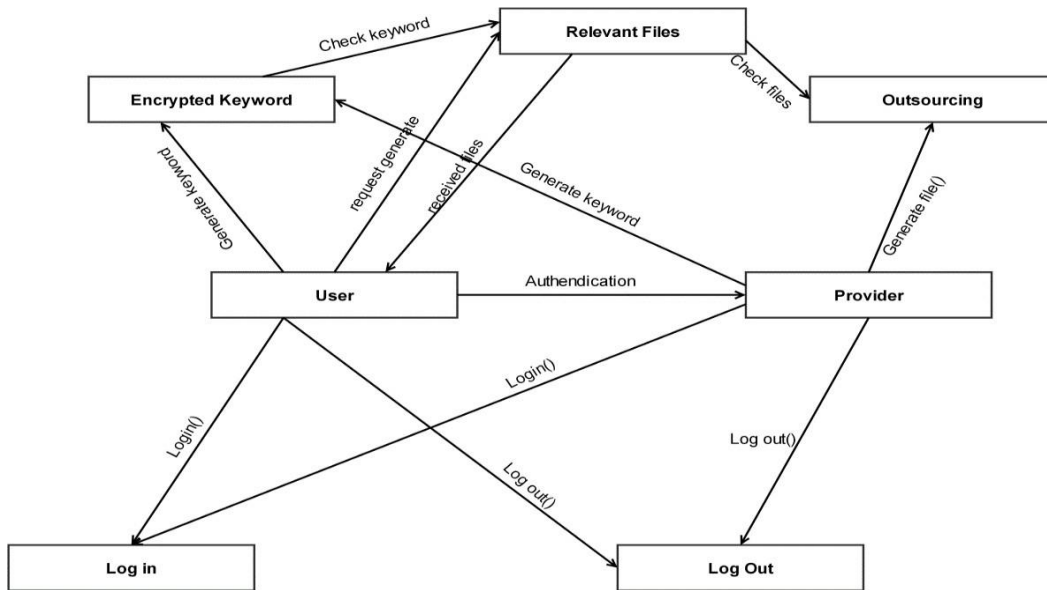 Relevant Files
Check keyword
Check files
Encrypted Keyword
Outsourcing
Generate keyword
request generate
received files
Generate keyword
Generate file()
User
Authendication
Provider
Login()
Login()
Log out()
Log out()
Log in
Log Out